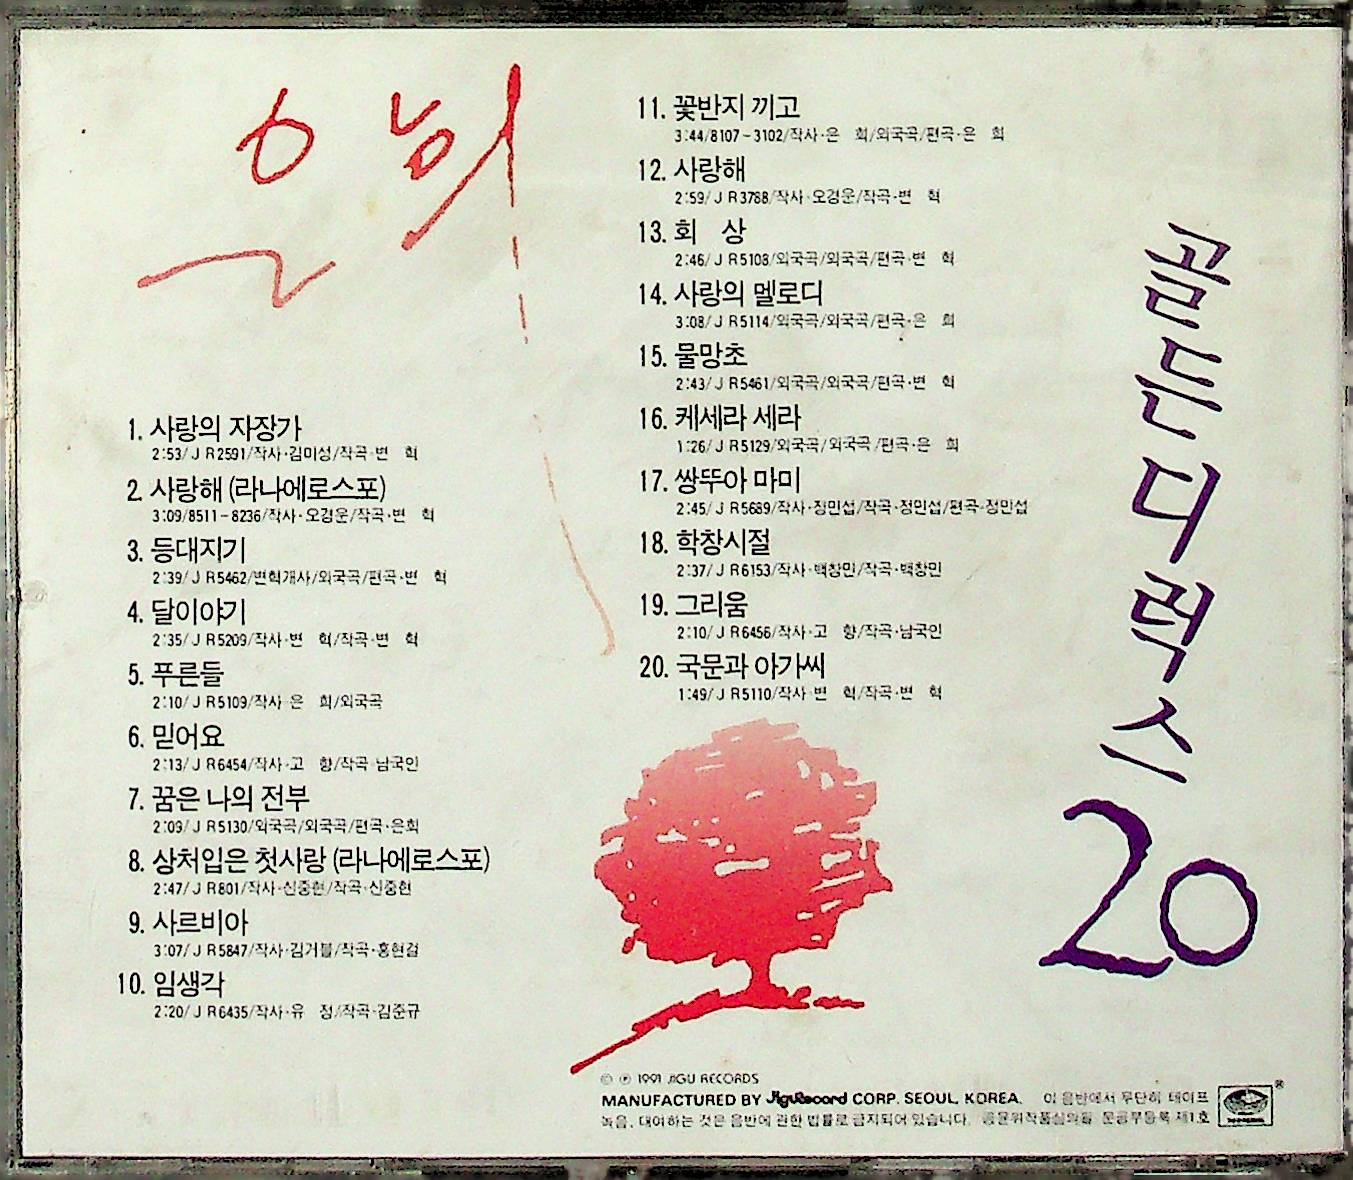 은희
1. 사랑의 자장가
2:53/ J R2591/작사·김미성/작곡·변 혁
2. 사랑해 (라나에로스포)
3:09/8511-8236/작사·오경운/작곡·변 혁
3. 등대지기
2:39/ J R5462/변혁개사/외국곡/편곡·변 혁
4. 달이야기
2:35/ J R5209/작사·변 혁/작곡·변 혁
5. 푸른들
2:10/ J R5109/작사·은 희/외국곡
6. 믿어요
2:13/ J R6454/작사·고 향/작곡·남국인
7. 꿈은 나의 전부
2:09/ J R5130/외국곡/외국곡/편곡·은희
8. 상처입은 첫사랑 (라나에로스포)
2:47/ J R801/작사·신중현/작곡·신중현
9. 사르비아
3:07/ J R5847/작사·김거블/작곡·홍현걸
10. 임생각
2:20/ J R6435/작사·유 정/작곡·김준규
11. 꽃반지 끼고
3:44/8107-3102/작사·은 희/외국곡/편곡·은 희
12. 사랑해
2:59/ J R3788/작사·오경운/작곡·변 혁
13. 회 상
2:46/ J R5108/외국곡/외국곡/편곡·변 혁
14. 사랑의 멜로디
3:08/ J R5114/외국곡/외국곡/편곡·은 희
15. 물망초
2:43/ J R5461/외국곡/외국곡/편곡·변 혁
16. 케세라 세라
1:26/ J R5129/외국곡/외국곡/편곡·은 희
17. 쌍뚜아 마미
2:45/ J R5689/작사·정민섭/작곡·정민섭/편곡·정민섭
18. 학창시절
2:37/ J R6153/작사·백창민/작곡·백창민
19. 그리움
2:10/ J R6456/작사·고 향/작곡·남국인
20. 국문과 아가씨
1:49/ J R5110/작사·변 혁/작곡·변 혁
골든디럭스
20
© ℗ 1991 JIGU RECORDS
MANUFACTURED BY JiguRecord CORP. SEOUL, KOREA. 이 음반에서 무단히 테이프
녹음, 대여하는 것은 음반에 관한 법률로 금지되어 있습니다. 문공부등록 제1호